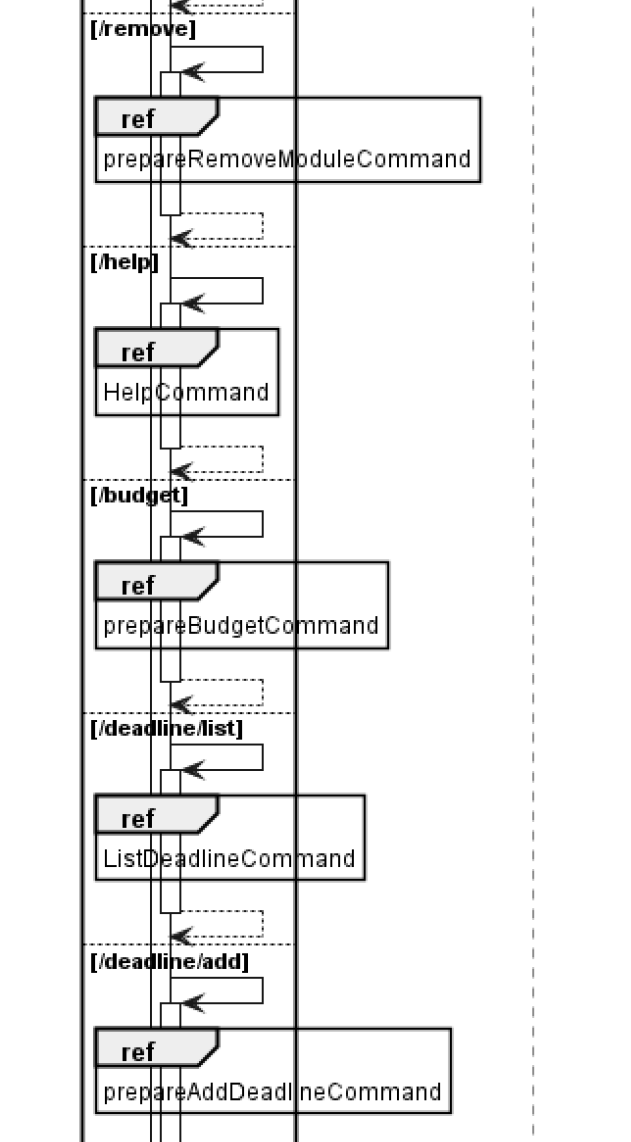 [/remove]
ref
prepareRemoveModuleCommand
[/help]
ref
HelpCommand
[/budget]
ref
prepareBudgetCommand
[/deadline/list]
ref
ListDeadlineCommand
[/deadline/add]
ref
prepareAddDeadlineCommand